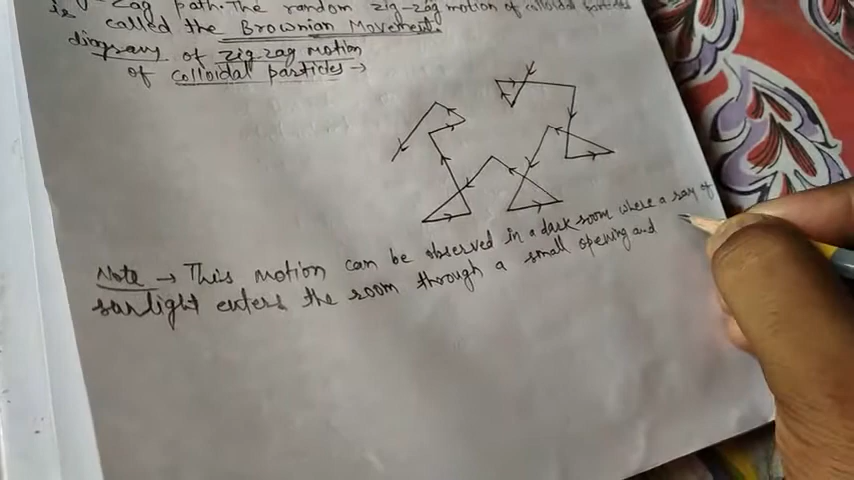 zig-zag path. The random zig-zag motion of colloidal particles
is called the Brownian Movement.
diagram of zig-zag motion
of colloidal particles →
Note → This motion can be observed in a dark room where a ray of
sunlight enters the room through a small opening and